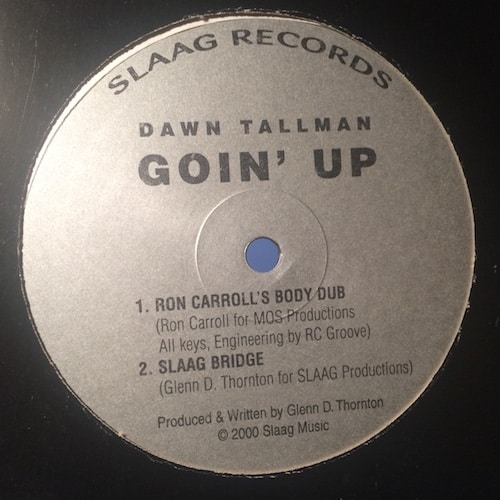 SLAAG RECORDS
DAWN TALLMAN
GOIN' UP
1. RON CARROLL'S BODY DUB
(Ron Carroll for MOS Productions
All keys, Engineering by RC Groove)
2. SLAAG BRIDGE
(Glenn D. Thornton for SLAAG Productions)
Produced & Written by Glenn D. Thornton
© 2000 Slaag Music